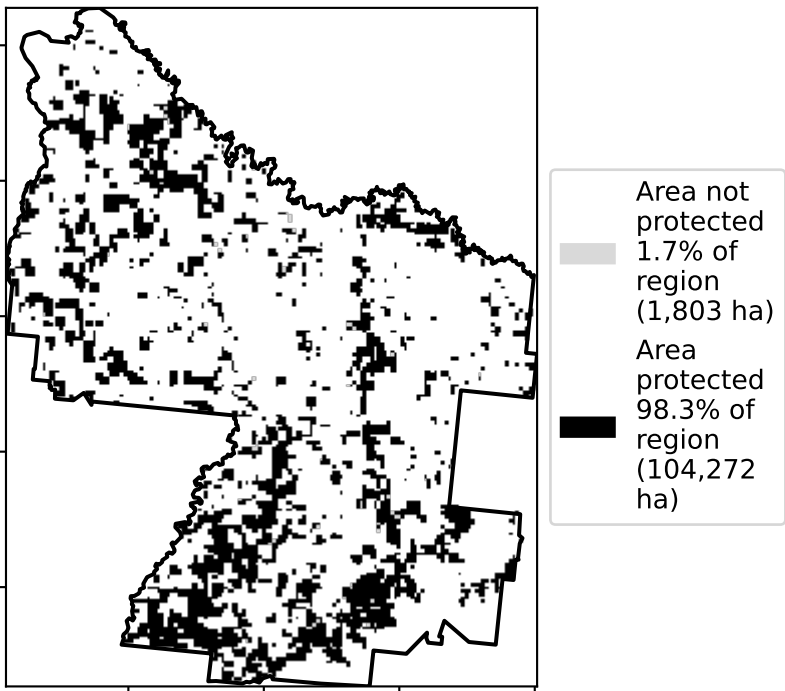 Area not
protected
1.7% of
region
(1,803 ha)
Area
protected
98.3% of
region
(104,272
ha)